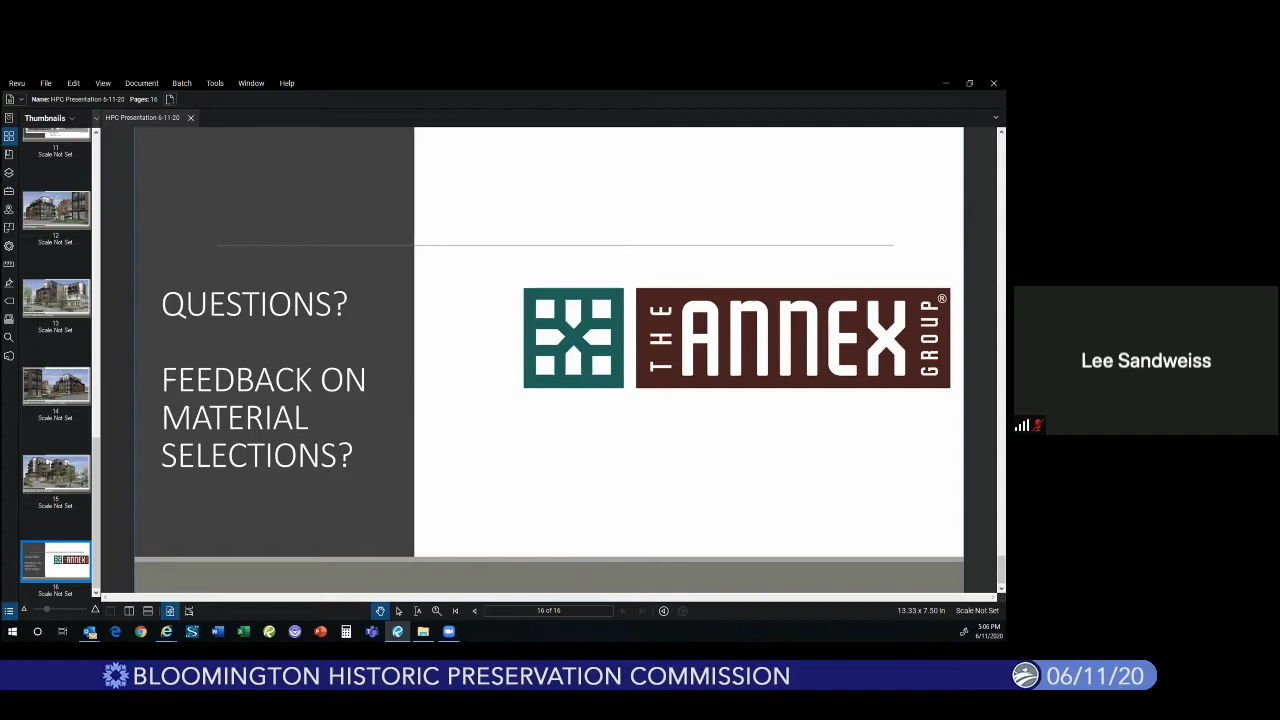 Revu File Edit View Document Batch Tools Window Help
Name: HPC Presentation 6-11-20 Pages: 16
Thumbnails
HPC Presentation 6-11-20
11
Scale Not Set
12
Scale Not Set
13
Scale Not Set
14
Scale Not Set
15
Scale Not Set
16
Scale Not Set
QUESTIONS?
FEEDBACK ON
MATERIAL
SELECTIONS?
THE ANNEX GROUP®
Lee Sandweiss
16 of 16
13.33 x 7.50 in
Scale Not Set
5:06 PM
6/11/2020
BLOOMINGTON HISTORIC PRESERVATION COMMISSION
06/11/20